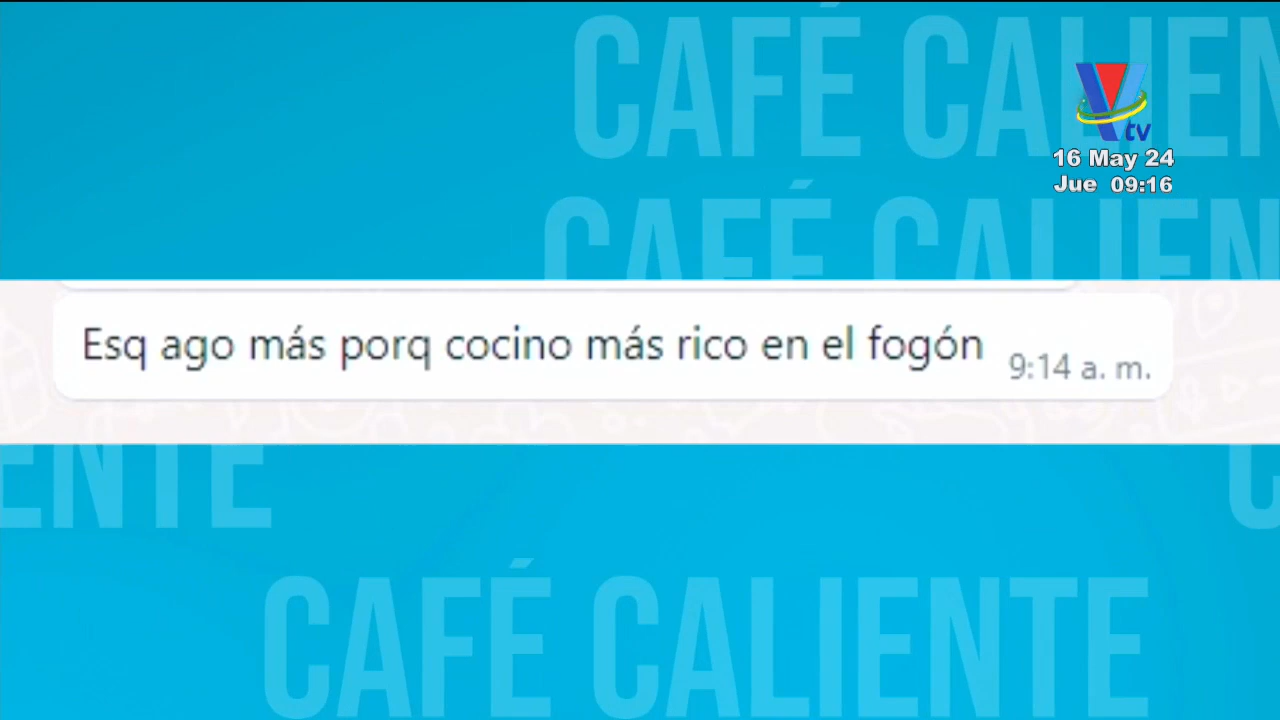 CAFÉ CALIEN
tv
16 May 24
Jue 09:16
CAFÉ CALIEN
Esq ago más porq cocino más rico en el fogón 9:14 a. m.
ENTE
C
CAFÉ CALIENTE